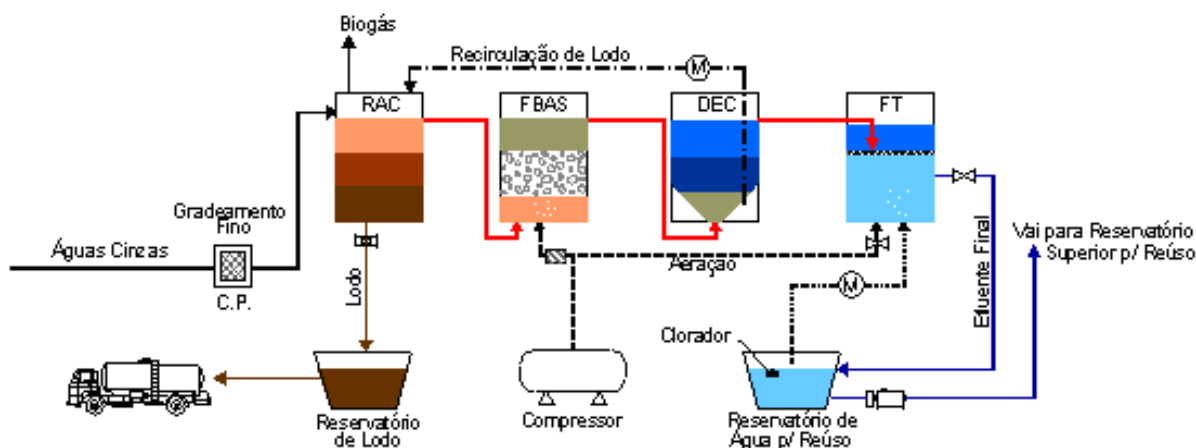 Biogás
Recirculação de Lodo
M
RAC
FBAS
DEC
FT
Gradeamento
Fino
Águas Cinzas
C.P.
Lodo
Aeração
M
Efluente Final
Vai para Reservatório
Superior p/ Reúso
Clorador
Reservatório
de Lodo
Compressor
Reservatório de
Água p/ Reúso